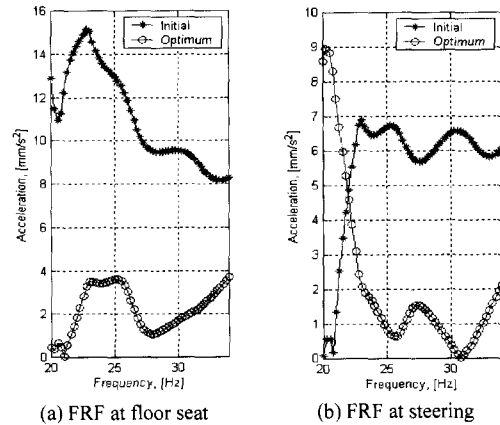 (a)
Initial
Optimum
Acceleration, [mm/s²]
16
14
12
10
8
6
4
2
0
20 25 30
Frequency, [Hz]
(a) FRF at floor seat
(b)
Initial
Optimum
Acceleration, [mm/s²]
10
9
8
7
6
5
4
3
2
1
0
20 25 30
Frequency, [Hz]
(b) FRF at steering